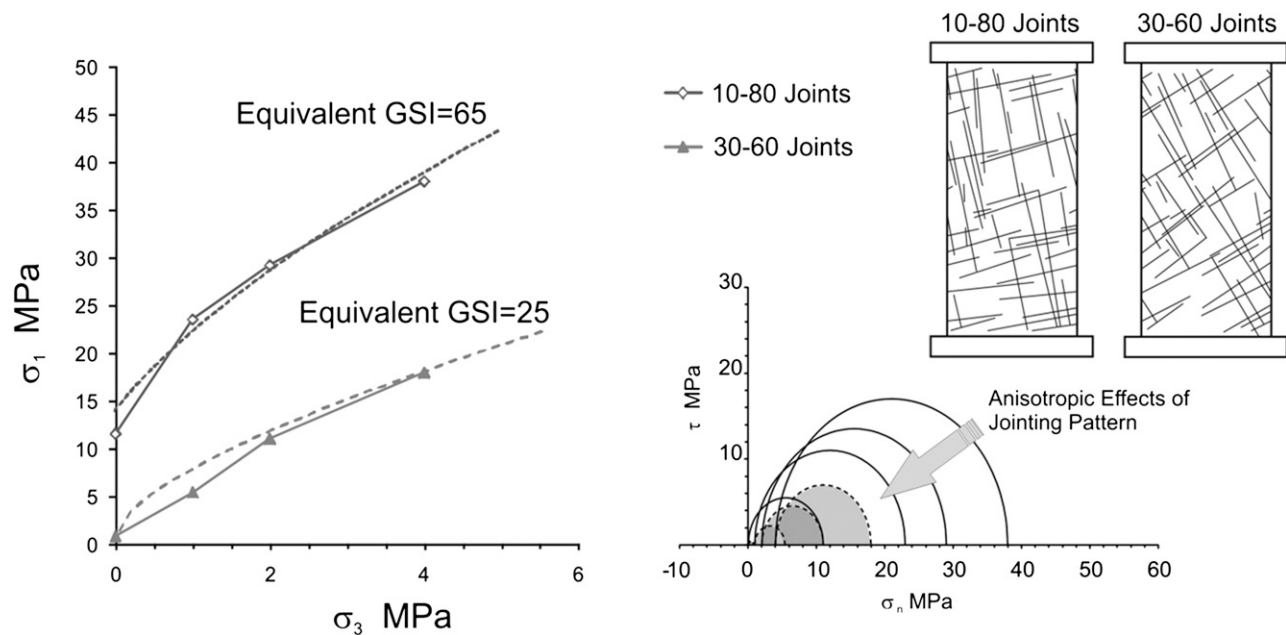 50
45
40
35
30
25
20
15
10
5
0
σ₁ MPa
0
2
4
6
σ₃ MPa
Equivalent GSI=65
Equivalent GSI=25
10-80 Joints
30-60 Joints
10-80 Joints
30-60 Joints
30
20
10
τ MPa
Anisotropic Effects of
Jointing Pattern
-10
0
10
20
30
40
50
60
σₙ MPa